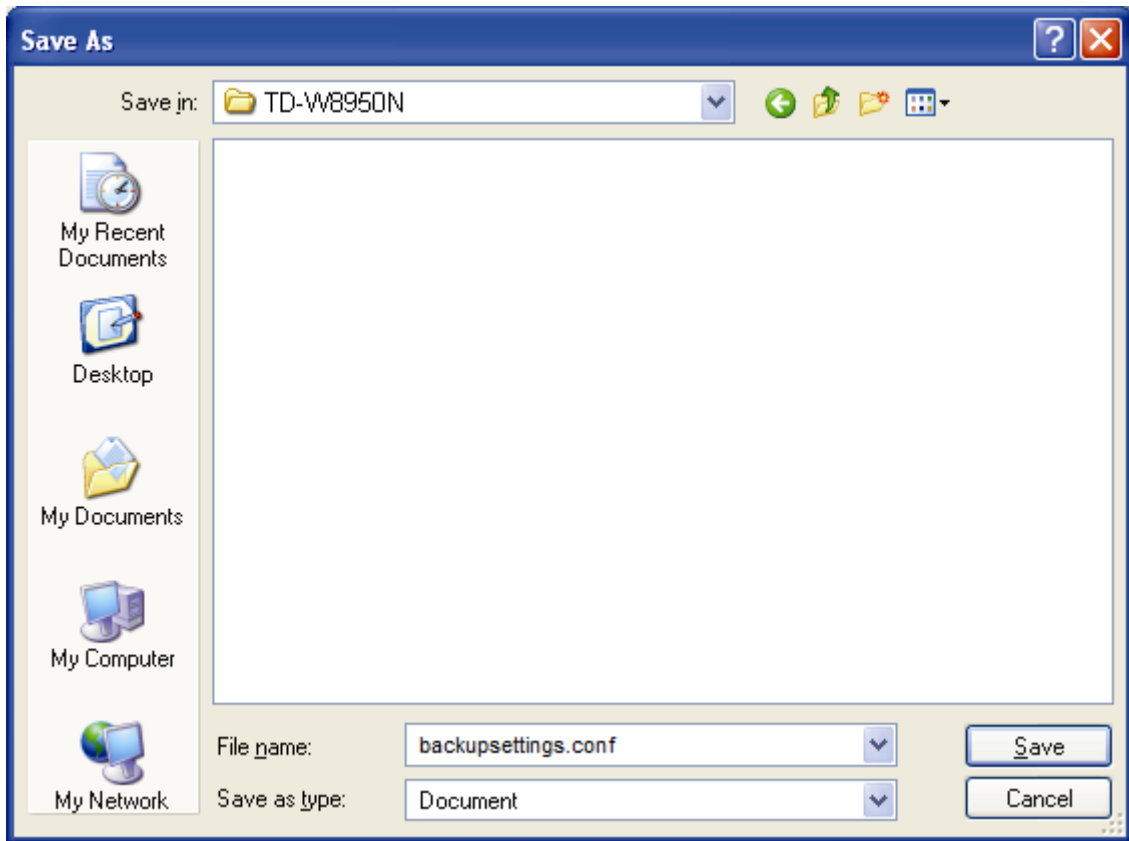 Save As
Save in: TD-W8950N
My Recent
Documents
Desktop
My Documents
My Computer
My Network
File name: backupsettings.conf Save
Save as type: Document Cancel